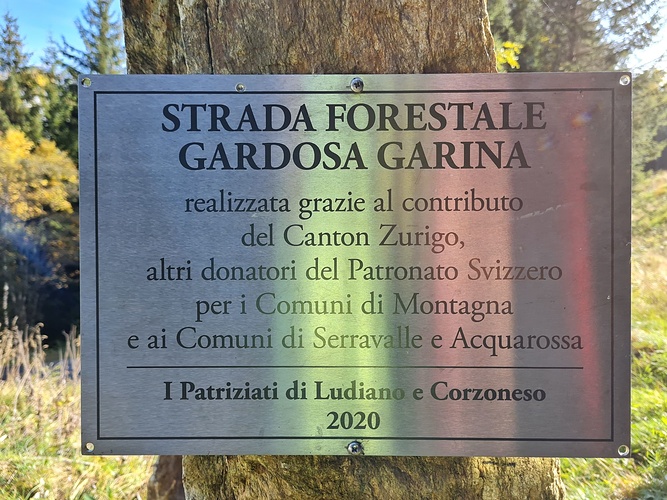 STRADA FORESTALE
GARDOSA GARINA
realizzata grazie al contributo
del Canton Zurigo,
altri donatori del Patronato Svizzero
per i Comuni di Montagna
e ai Comuni di Serravalle e Acquarossa
I Patriziati di Ludiano e Corzoneso
2020